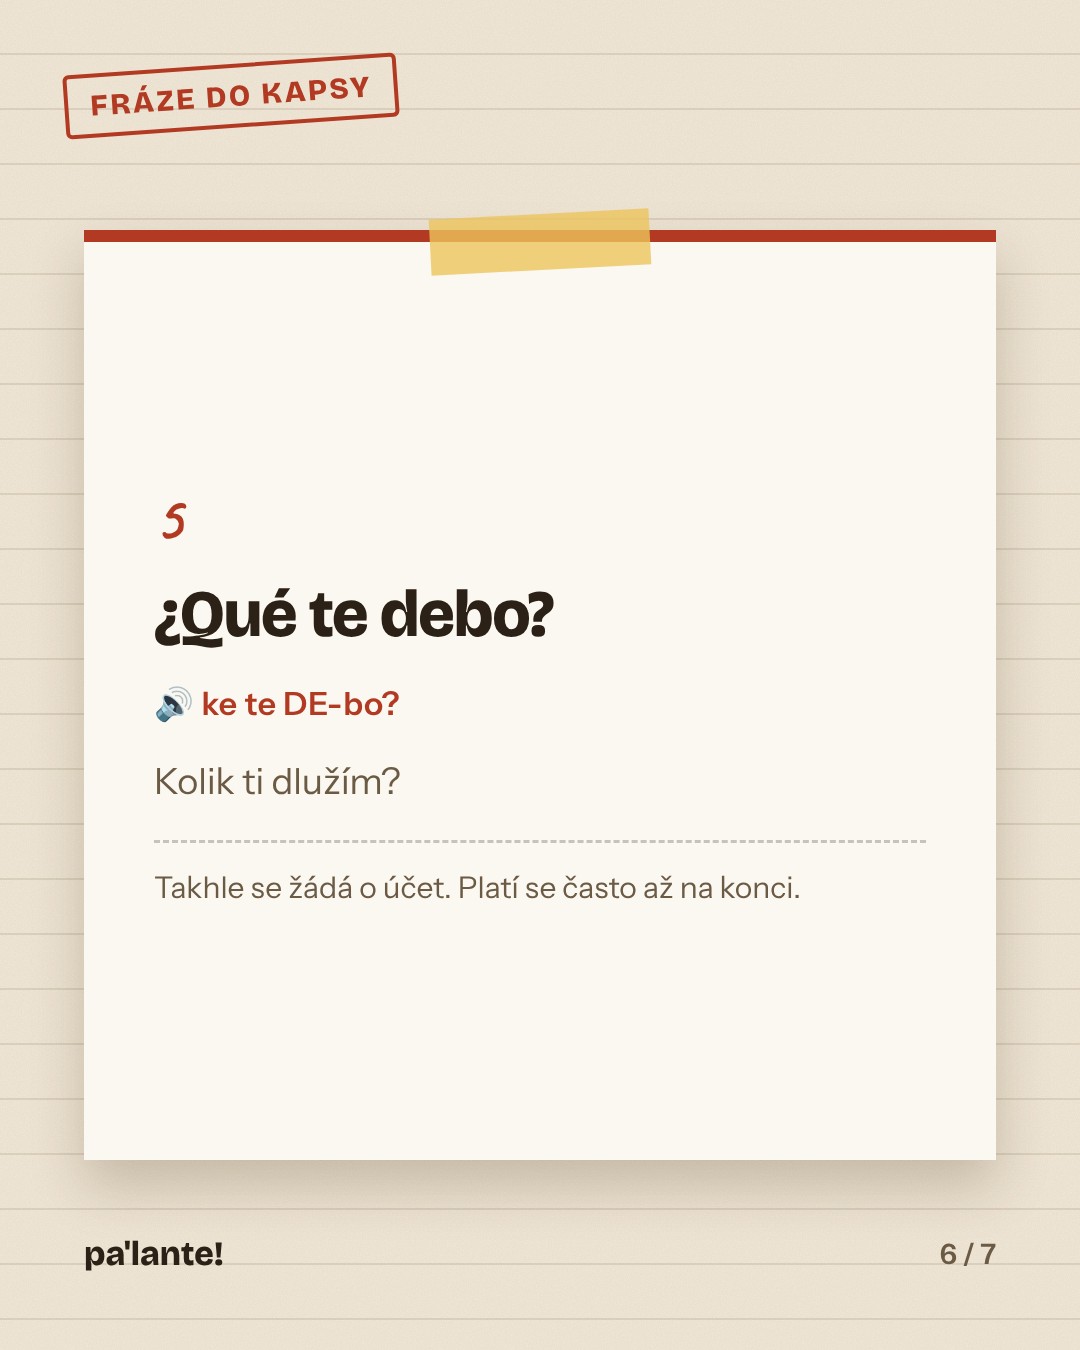 FRÁZE DO KAPSY
5
¿Qué te debo?
🔊 ke te DE-bo?
Kolik ti dlužím?
Takhle se žádá o účet. Platí se často až na konci.
pa'lante!
6 / 7